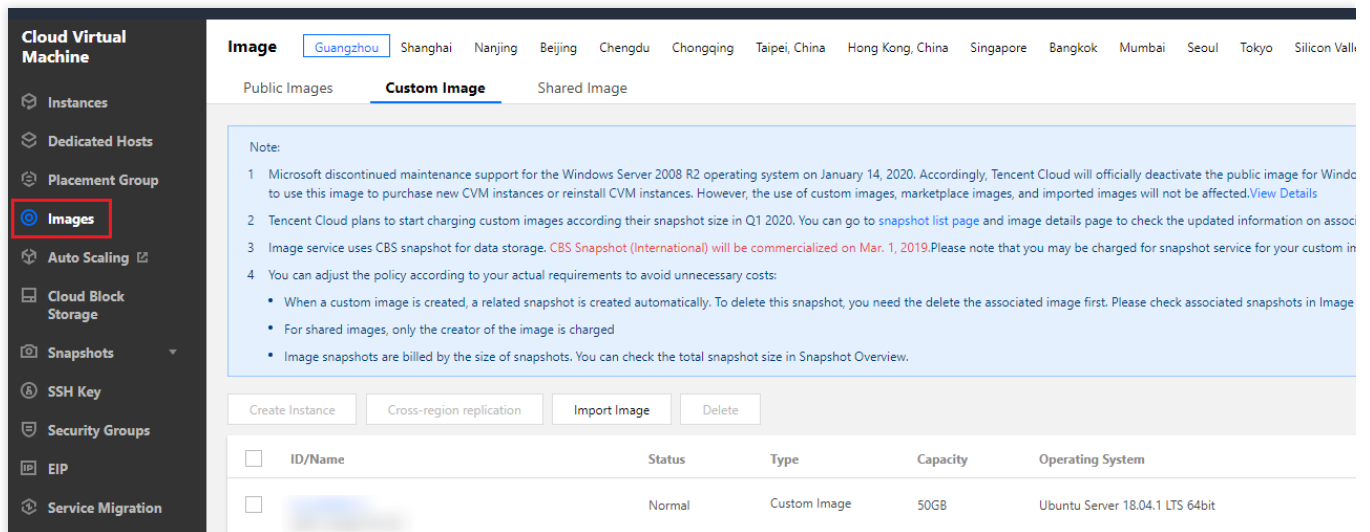 Cloud Virtual
Machine
Instances
Dedicated Hosts
Placement Group
Images
Auto Scaling
Cloud Block
Storage
Snapshots
SSH Key
Security Groups
IP EIP
Service Migration
Image Guangzhou Shanghai Nanjing Beijing Chengdu Chongqing Taipei, China Hong Kong, China Singapore Bangkok Mumbai Seoul Tokyo Silicon Valle
Public Images Custom Image Shared Image
Note:
1 Microsoft discontinued maintenance support for the Windows Server 2008 R2 operating system on January 14, 2020. Accordingly, Tencent Cloud will officially deactivate the public image for Windo
to use this image to purchase new CVM instances or reinstall CVM instances. However, the use of custom images, marketplace images, and imported images will not be affected.View Details
2 Tencent Cloud plans to start charging custom images according their snapshot size in Q1 2020. You can go to snapshot list page and image details page to check the updated information on associ
3 Image service uses CBS snapshot for data storage. CBS Snapshot (International) will be commercialized on Mar. 1, 2019.Please note that you may be charged for snapshot service for your custom im
4 You can adjust the policy according to your actual requirements to avoid unnecessary costs:
• When a custom image is created, a related snapshot is created automatically. To delete this snapshot, you need the delete the associated image first. Please check associated snapshots in Image
• For shared images, only the creator of the image is charged
• Image snapshots are billed by the size of snapshots. You can check the total snapshot size in Snapshot Overview.
Create Instance Cross-region replication Import Image Delete
ID/Name Status Type Capacity Operating System
Normal Custom Image 50GB Ubuntu Server 18.04.1 LTS 64bit